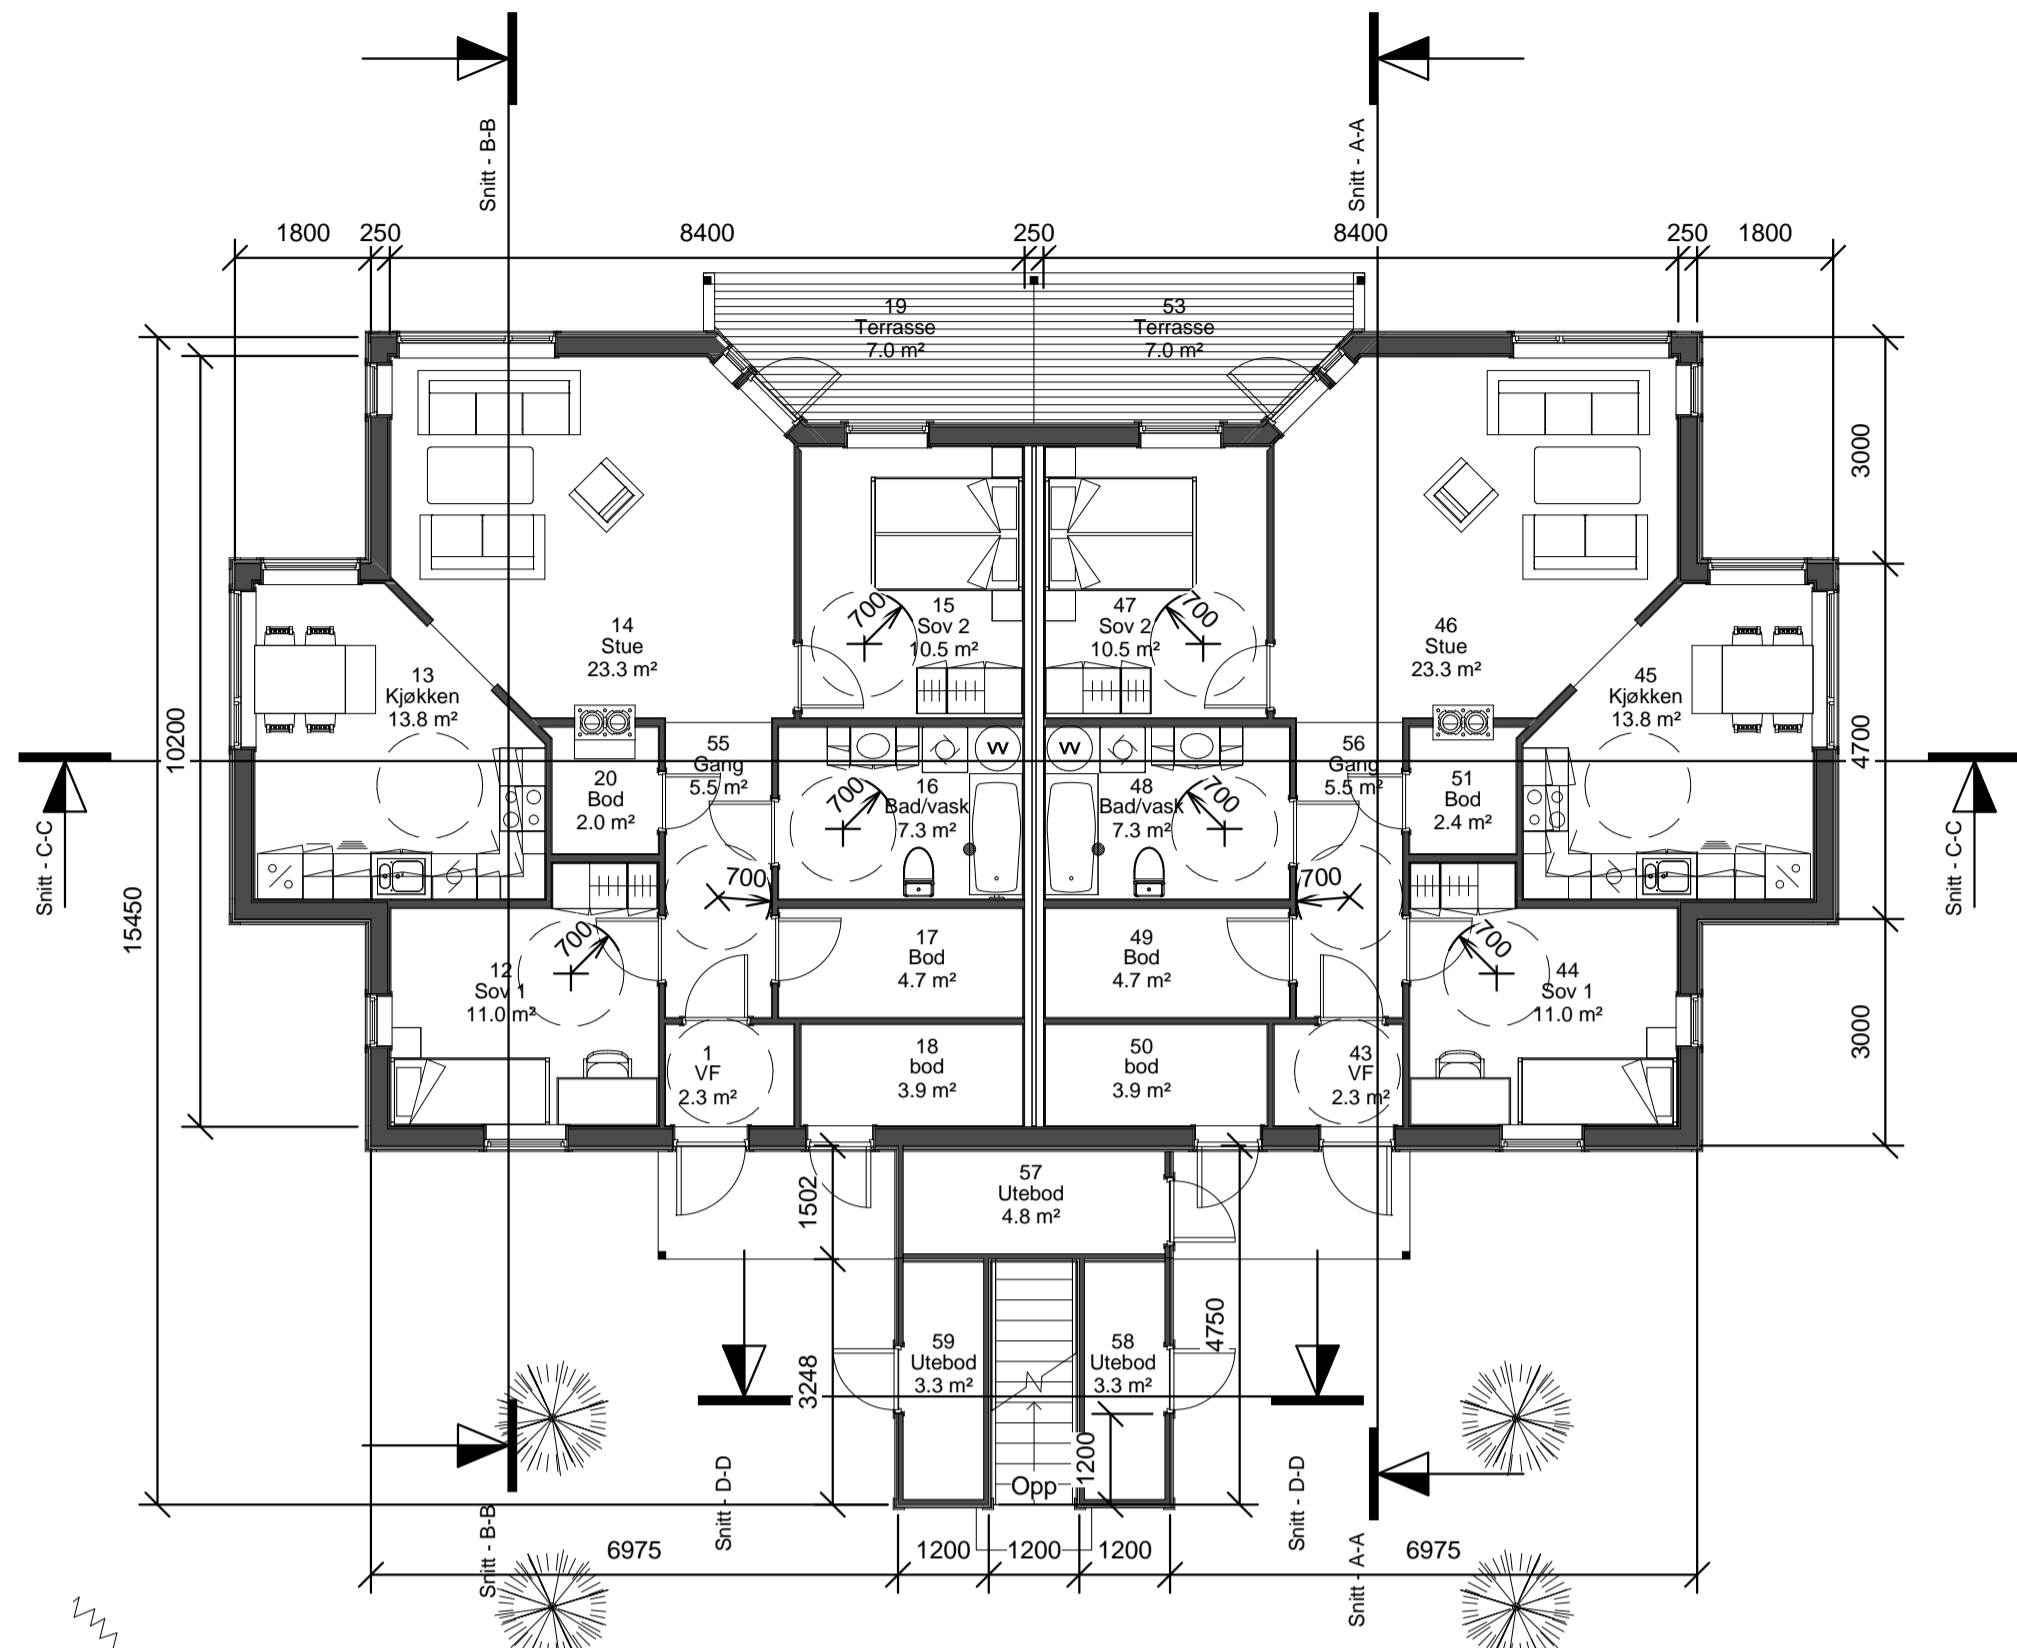 Snitt - B-B
Snitt - A-A
1800
250
8400
250
8400
250
1800
19
Terrasse
7.0 m²
53
Terrasse
7.0 m²
3000
4700
3000
10200
15450
14
Stue
23.3 m²
700
15
Sov 2
10.5 m²
47
Sov 2
10.5 m²
700
46
Stue
23.3 m²
13
Kjøkken
13.8 m²
45
Kjøkken
13.8 m²
20
Bod
2.0 m²
55
Gang
5.5 m²
W
W
700
16
Bad/vask
7.3 m²
48
Bad/vask
7.3 m²
700
56
Gang
5.5 m²
51
Bod
2.4 m²
Snitt - C-C
Snitt - C-C
700
700
12
Sov 1
11.0 m²
700
17
Bod
4.7 m²
49
Bod
4.7 m²
700
44
Sov 1
11.0 m²
1
VF
2.3 m²
18
bod
3.9 m²
50
bod
3.9 m²
43
VF
2.3 m²
57
Utebod
4.8 m²
1502
3248
4750
59
Utebod
3.3 m²
58
Utebod
3.3 m²
1200
Opp
Snitt - B-B
Snitt - D-D
Snitt - D-D
Snitt - A-A
6975
1200
1200
1200
6975